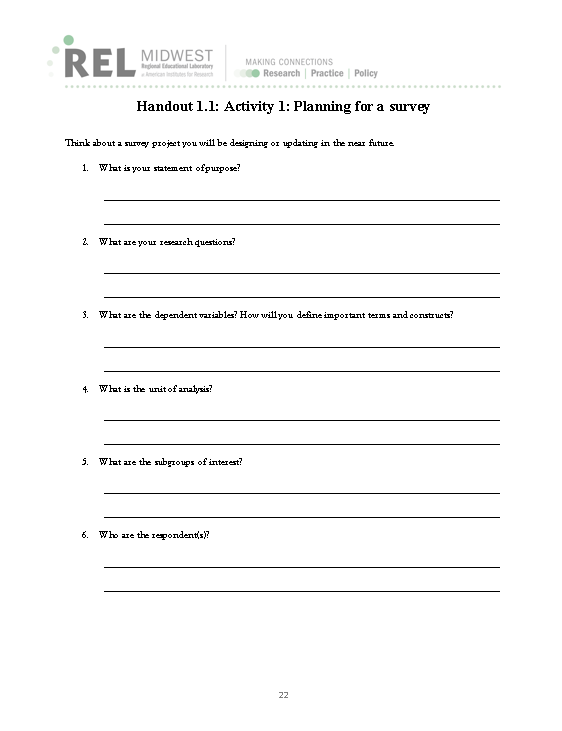 REL MIDWEST
Regional Educational Laboratory
at American Institutes for Research
MAKING CONNECTIONS
Research | Practice | Policy
Handout 1.1: Activity 1: Planning for a survey
Think about a survey project you will be designing or updating in the near future.
1. What is your statement of purpose?
2. What are your research questions?
3. What are the dependent variables? How will you define important terms and constructs?
4. What is the unit of analysis?
5. What are the subgroups of interest?
6. Who are the respondent(s)?
22